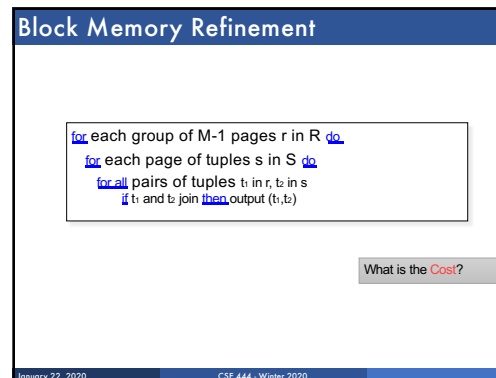 Block Memory Refinement
for each group of M-1 pages r in R do
for each page of tuples s in S do
for all pairs of tuples t1 in r, t2 in s
if t1 and t2 join then output (t1,t2)
What is the Cost?
January 22, 2020 CSE 444 - Winter 2020